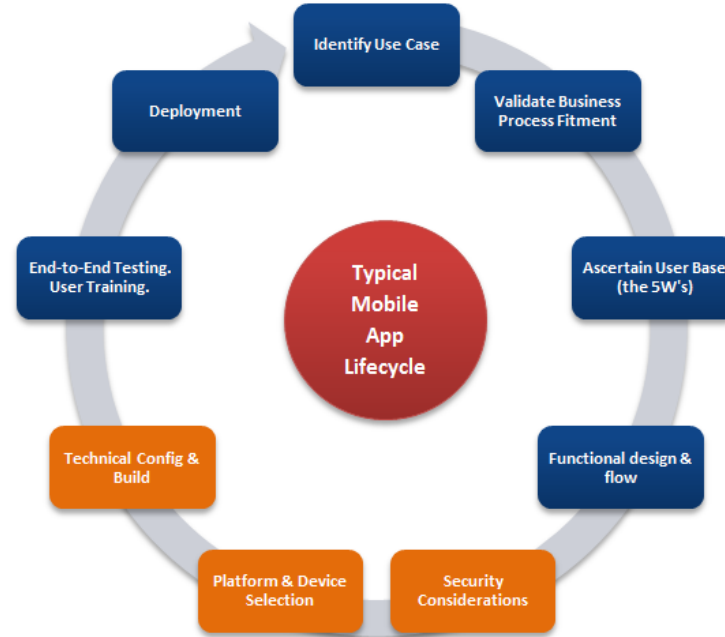 Identify Use Case
Validate Business
Process Fitment
Ascertain User Base
(the 5W's)
Functional design &
flow
Security
Considerations
Platform & Device
Selection
Technical Config &
Build
End-to-End Testing.
User Training.
Deployment
Typical
Mobile
App
Lifecycle